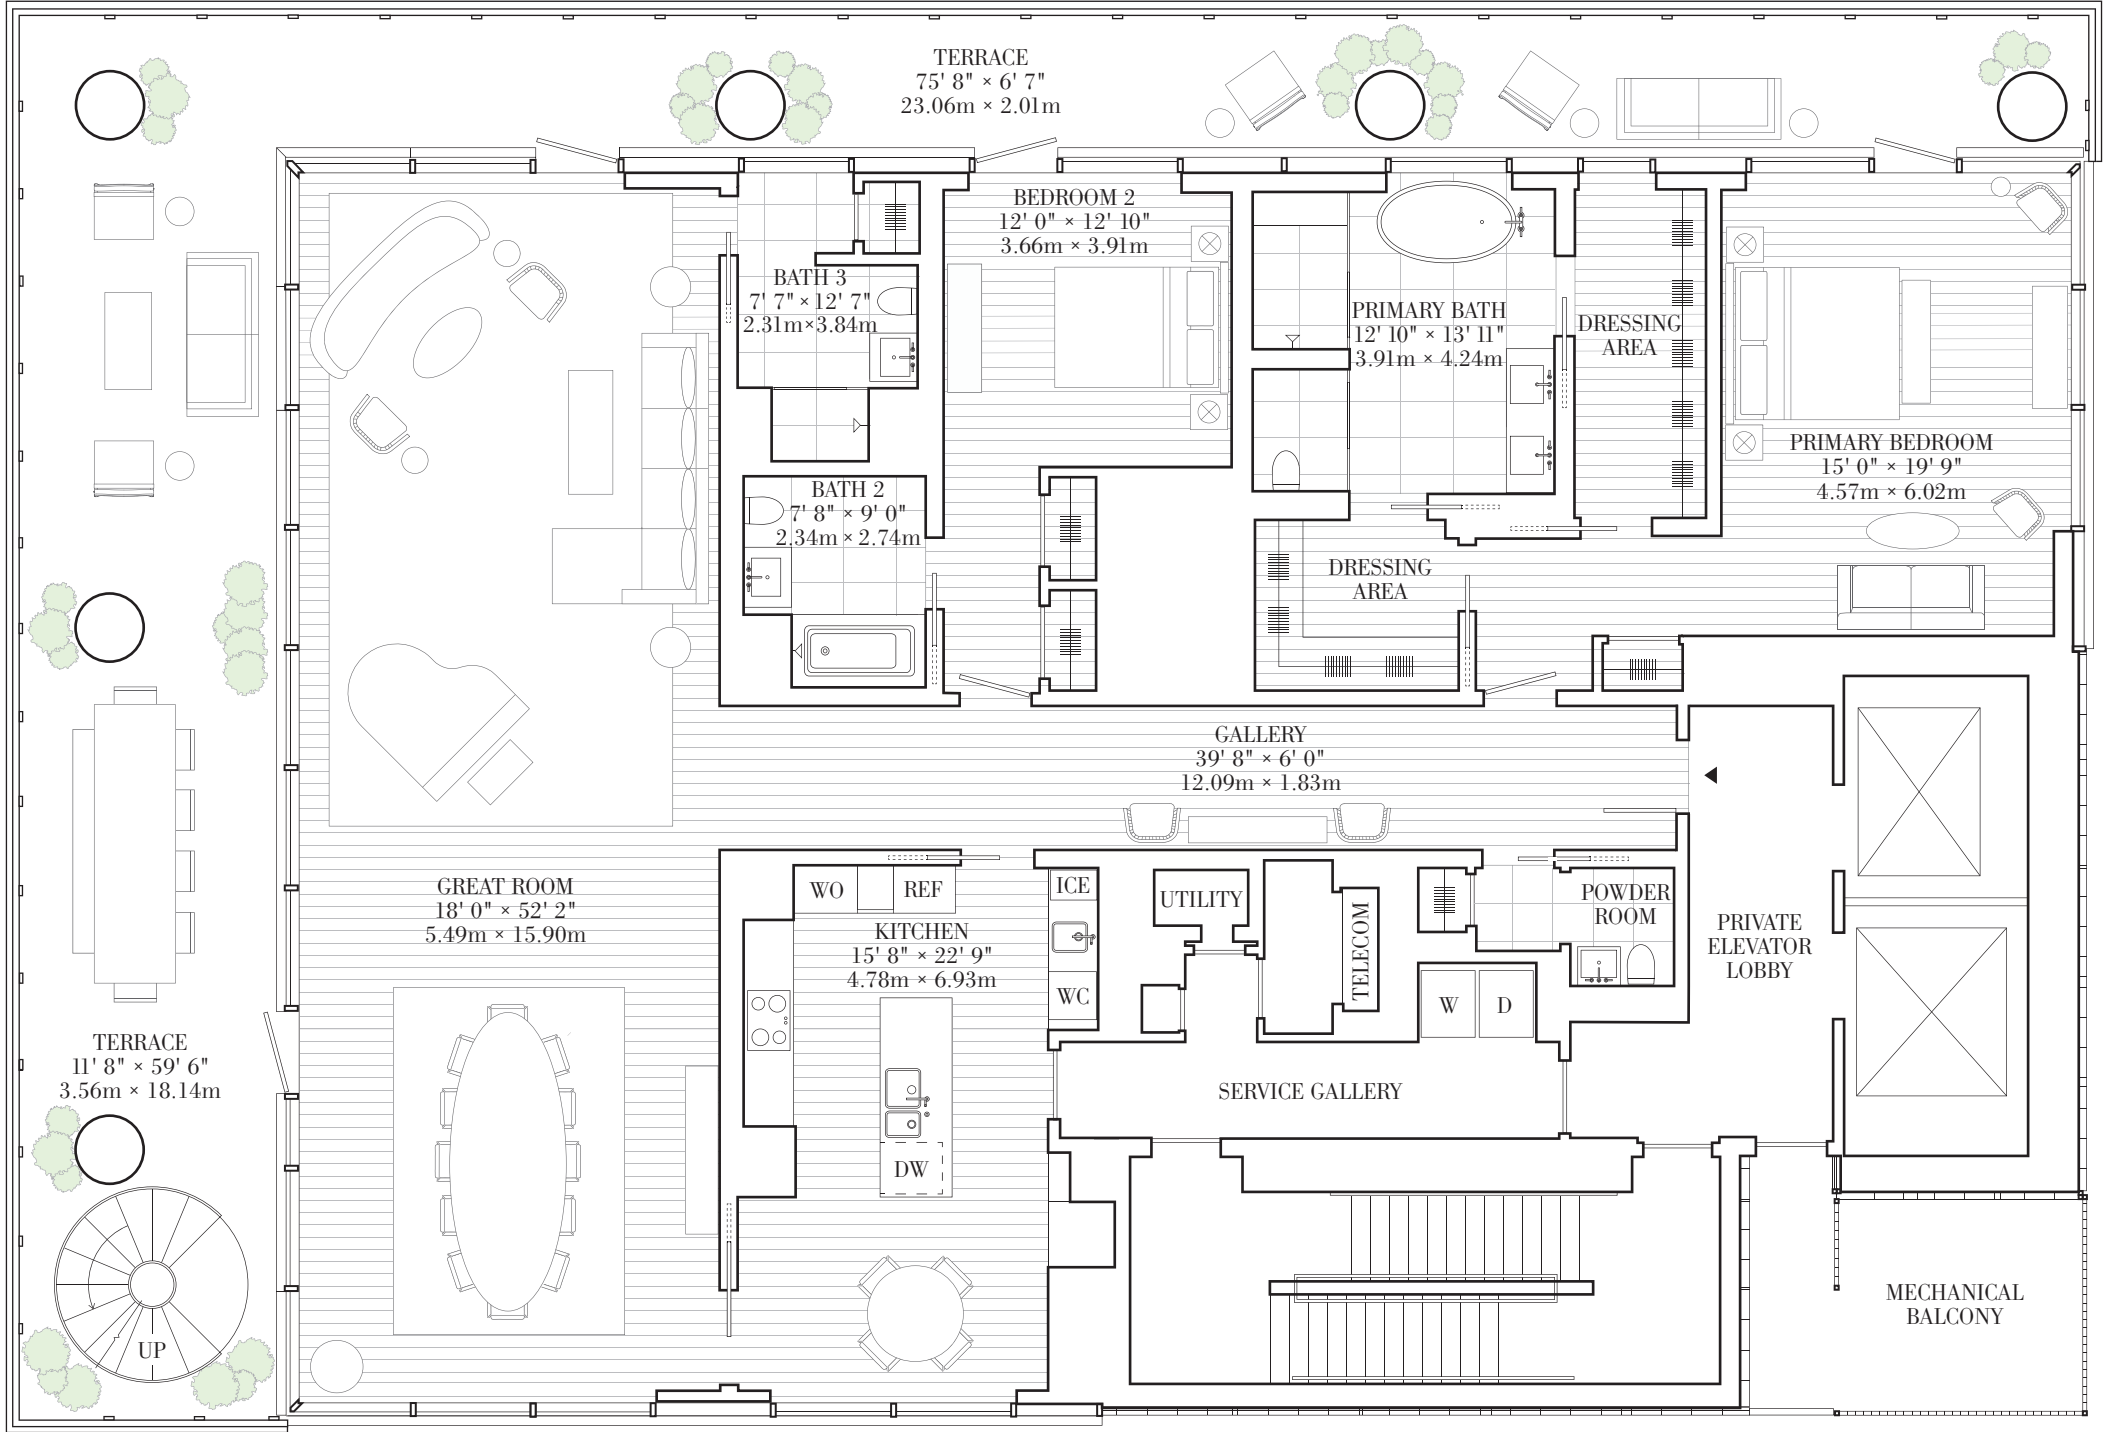 TERRACE
75' 8" × 6' 7"
23.06m × 2.01m
BEDROOM 2
12' 0" × 12' 10"
3.66m × 3.91m
BATH 3
7' 7" × 12' 7"
2.31m×3.84m
PRIMARY BATH
12' 10" × 13' 11"
3.91m × 4.24m
DRESSING
AREA
PRIMARY BEDROOM
15' 0" × 19' 9"
4.57m × 6.02m
BATH 2
7' 8" × 9' 0"
2.34m × 2.74m
DRESSING
AREA
GALLERY
39' 8" × 6' 0"
12.09m × 1.83m
GREAT ROOM
18' 0" × 52' 2"
5.49m × 15.90m
WO
REF
KITCHEN
15' 8" × 22' 9"
4.78m × 6.93m
ICE
WC
UTILITY
TELECOM
POWDER
ROOM
W
D
PRIVATE
ELEVATOR
LOBBY
TERRACE
11' 8" × 59' 6"
3.56m × 18.14m
SERVICE GALLERY
DW
UP
MECHANICAL
BALCONY